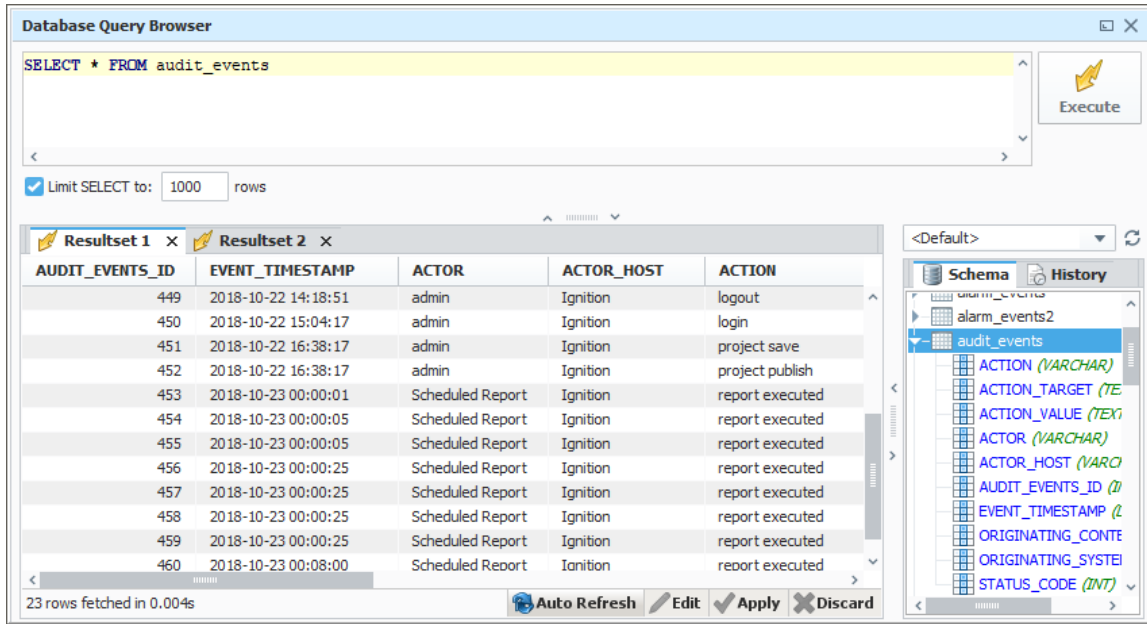 Database Query Browser
SELECT * FROM audit_events
Execute
Limit SELECT to: 1000 rows
Resultset 1 Resultset 2
AUDIT_EVENTS_ID EVENT_TIMESTAMP ACTOR ACTOR_HOST ACTION
449 2018-10-22 14:18:51 admin Ignition logout
450 2018-10-22 15:04:17 admin Ignition login
451 2018-10-22 16:38:17 admin Ignition project save
452 2018-10-22 16:38:17 admin Ignition project publish
453 2018-10-23 00:00:01 Scheduled Report Ignition report executed
454 2018-10-23 00:00:05 Scheduled Report Ignition report executed
455 2018-10-23 00:00:05 Scheduled Report Ignition report executed
456 2018-10-23 00:00:25 Scheduled Report Ignition report executed
457 2018-10-23 00:00:25 Scheduled Report Ignition report executed
458 2018-10-23 00:00:25 Scheduled Report Ignition report executed
459 2018-10-23 00:00:25 Scheduled Report Ignition report executed
460 2018-10-23 00:08:00 Scheduled Report Ignition report executed
23 rows fetched in 0.004s
Auto Refresh Edit Apply Discard
<Default>
Schema History
alarm_events
alarm_events2
audit_events
ACTION (VARCHAR)
ACTION_TARGET (TE
ACTION_VALUE (TEXT
ACTOR (VARCHAR)
ACTOR_HOST (VARCH
AUDIT_EVENTS_ID (I
EVENT_TIMESTAMP (D
ORIGINATING_CONTE
ORIGINATING_SYSTE
STATUS_CODE (INT)